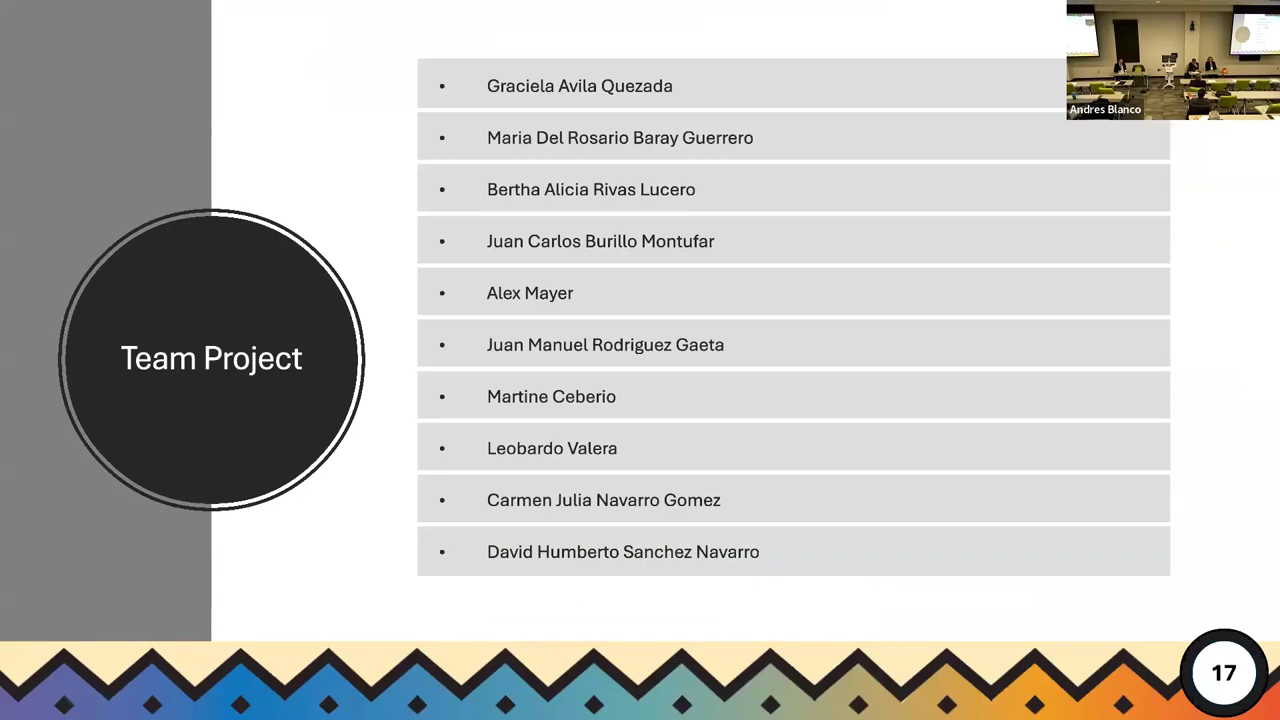 Graciela Avila Quezada
Andres Blanco
Maria Del Rosario Baray Guerrero
Bertha Alicia Rivas Lucero
Juan Carlos Burillo Montufar
Alex Mayer
Juan Manuel Rodriguez Gaeta
Team Project
Martine Ceberio
Leobardo Valera
Carmen Julia Navarro Gomez
David Humberto Sanchez Navarro
17